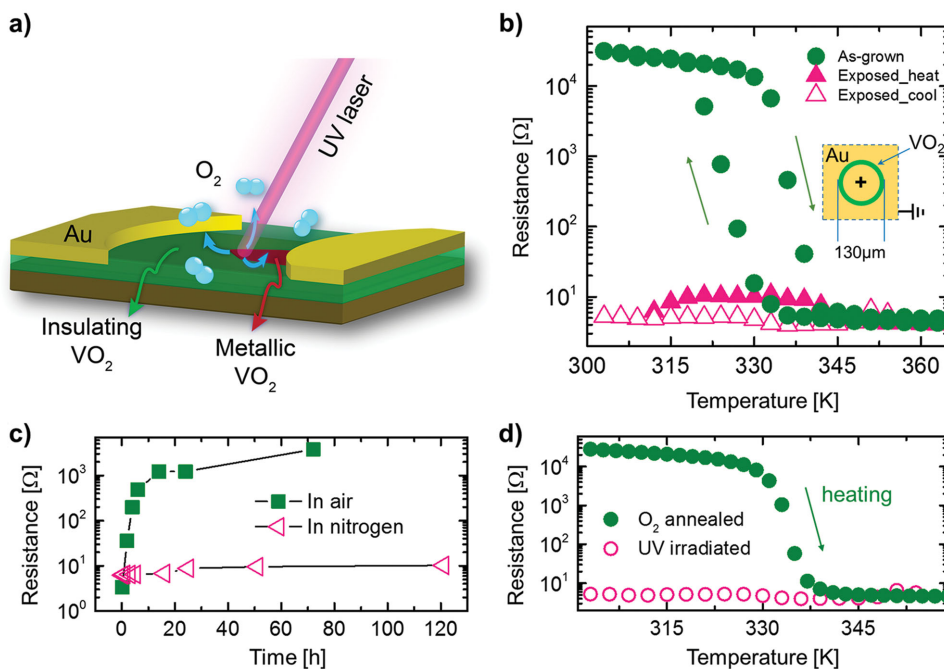 a)
UV laser
O2
Au
Insulating
VO2
Metallic
VO2
b)
Resistance [Ω]
10^4
10^3
10^2
10^1
As-grown
Exposed_heat
Exposed_cool
Au
VO2
+
130μm
300 315 330 345 360
Temperature [K]
c)
Resistance [Ω]
10^3
10^2
10^1
10^0
In air
In nitrogen
0 20 40 60 80 100 120
Time [h]
d)
Resistance [Ω]
10^4
10^3
10^2
10^1
heating
O2 annealed
UV irradiated
315 330 345
Temperature [K]